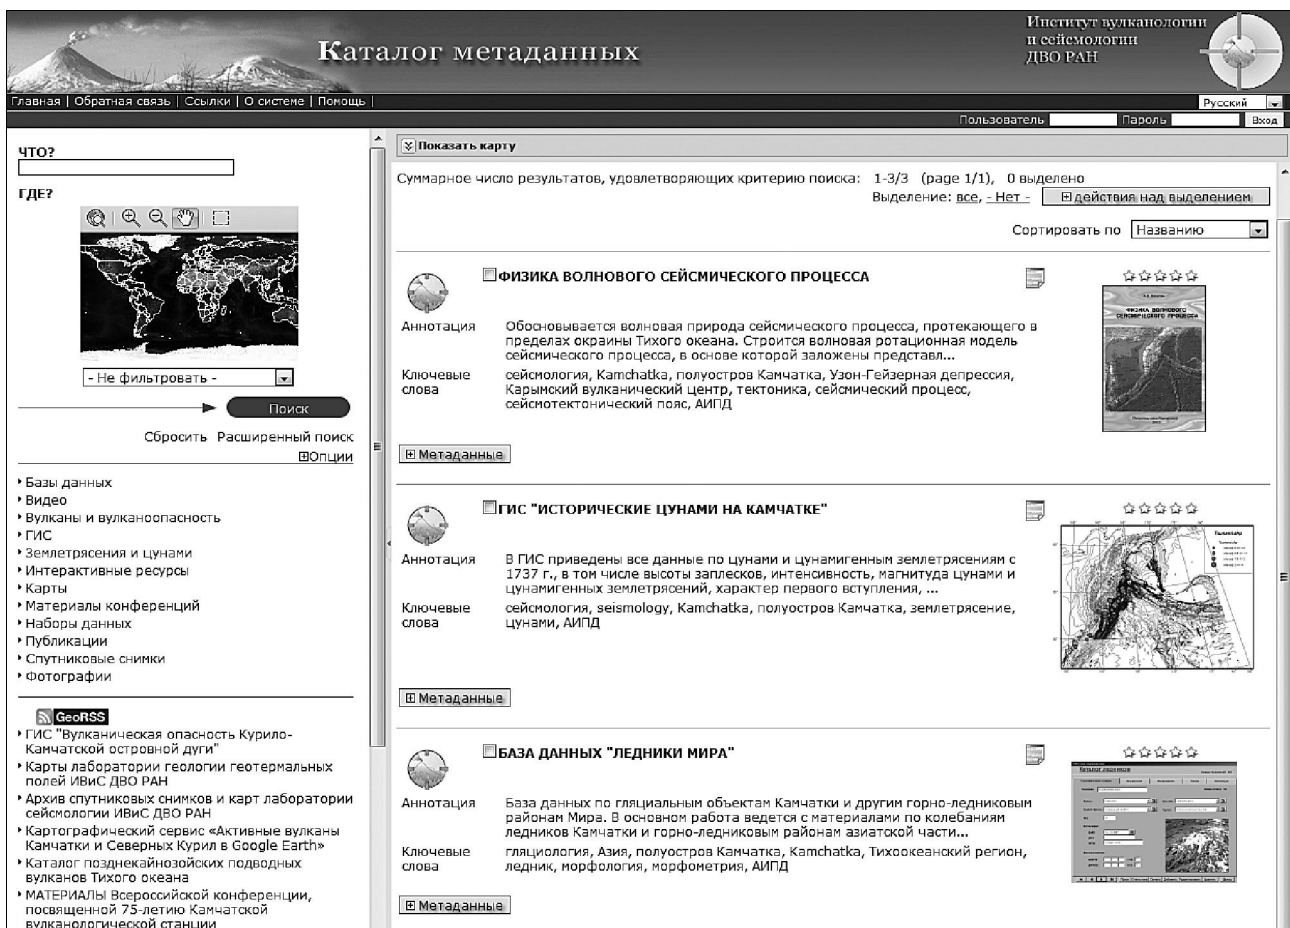 Каталог метаданных
Институт вулканологии
и сейсмологии
ДВО РАН
Главная | Обратная связь | Ссылки | О системе | Помощь |
Русский
Пользователь
Пароль
Вход
ЧТО?
ГДЕ?
- Не фильтровать -
Поиск
Сбросить Расширенный поиск
Опции
Базы данных
Видео
Вулканы и вулканоопасность
ГИС
Землетрясения и цунами
Интерактивные ресурсы
Карты
Материалы конференций
Наборы данных
Публикации
Спутниковые снимки
Фотографии
GeoRSS
ГИС "Вулканическая опасность Курило-
Камчатской островной дуги"
Карты лаборатории геологии геотермальных
полей ИВиС ДВО РАН
Архив спутниковых снимков и карт лаборатории
сейсмологии ИВиС ДВО РАН
Картографический сервис «Активные вулканы
Камчатки и Северных Курил в Google Earth»
Каталог позднекайнозойских подводных
вулканов Тихого океана
МАТЕРИАЛЫ Всероссийской конференции,
посвященной 75-летию Камчатской
вулканологической станции
Показать карту
Суммарное число результатов, удовлетворяющих критерию поиска: 1-3/3 (page 1/1), 0 выделено
Выделение: все, - Нет -
действия над выделением
Сортировать по Названию
ФИЗИКА ВОЛНОВОГО СЕЙСМИЧЕСКОГО ПРОЦЕССА
Аннотация
Обосновывается волновая природа сейсмического процесса, протекающего в
пределах окраины Тихого океана. Строится волновая ротационная модель
сейсмического процесса, в основе которой заложены представл...
Ключевые
слова
сейсмология, Kamchatka, полуостров Камчатка, Узон-Гейзерная депрессия,
Карымский вулканический центр, тектоника, сейсмический процесс,
сейсмотектонический пояс, АИПД
ФИЗИКА ВОЛНОВОГО
СЕЙСМИЧЕСКОГО ПРОЦЕССА
Метаданные
ГИС "ИСТОРИЧЕСКИЕ ЦУНАМИ НА КАМЧАТКЕ"
Аннотация
В ГИС приведены все данные по цунами и цунамигенным землетрясениям с
1737 г., в том числе высоты заплесков, интенсивность, магнитуда цунами и
цунамигенных землетрясений, характер первого вступления, ...
Ключевые
слова
сейсмология, seismology, Kamchatka, полуостров Камчатка, землетрясение,
цунами, АИПД
Метаданные
БАЗА ДАННЫХ "ЛЕДНИКИ МИРА"
Аннотация
База данных по гляциальным объектам Камчатки и другим горно-ледниковым
районам Мира. В основном работа ведется с материалами по колебаниям
ледников Камчатки и горно-ледниковым районам азиатской части...
Ключевые
слова
гляциология, Азия, полуостров Камчатка, Kamchatka, Тихоокеанский регион,
ледник, морфология, морфометрия, АИПД
Каталог ледников
Метаданные